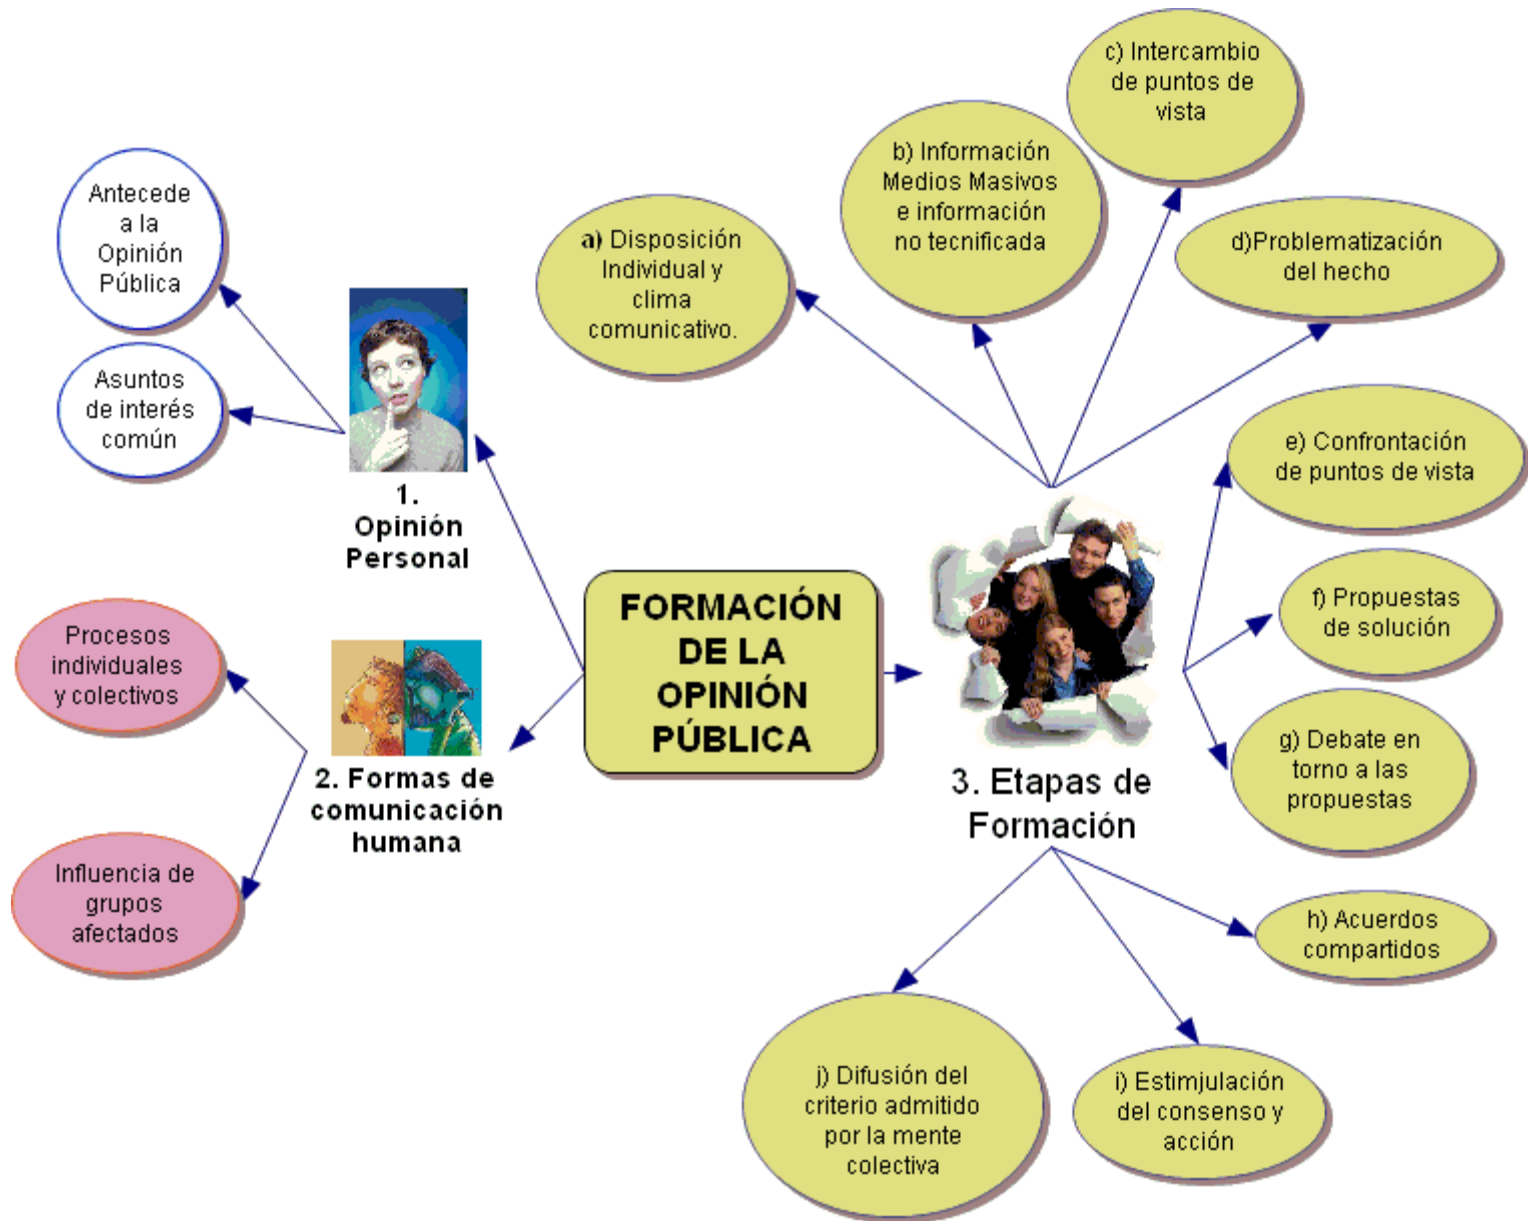 FORMACIÓN
DE LA
OPINIÓN
PÚBLICA
1.
Opinión
Personal
Antecede
a la
Opinión
Pública
Asuntos
de interés
común
2. Formas de
comunicación
humana
Procesos
individuales
y colectivos
Influencia de
grupos
afectados
3. Etapas de
Formación
a) Disposición
Individual y
clima
comunicativo.
b) Información
Medios Masivos
e información
no tecnificada
c) Intercambio
de puntos de
vista
d)Problematización
del hecho
e) Confrontación
de puntos de vista
f) Propuestas
de solución
g) Debate en
torno a las
propuestas
h) Acuerdos
compartidos
i) Estimjulación
del consenso y
acción
j) Difusión del
criterio admitido
por la mente
colectiva